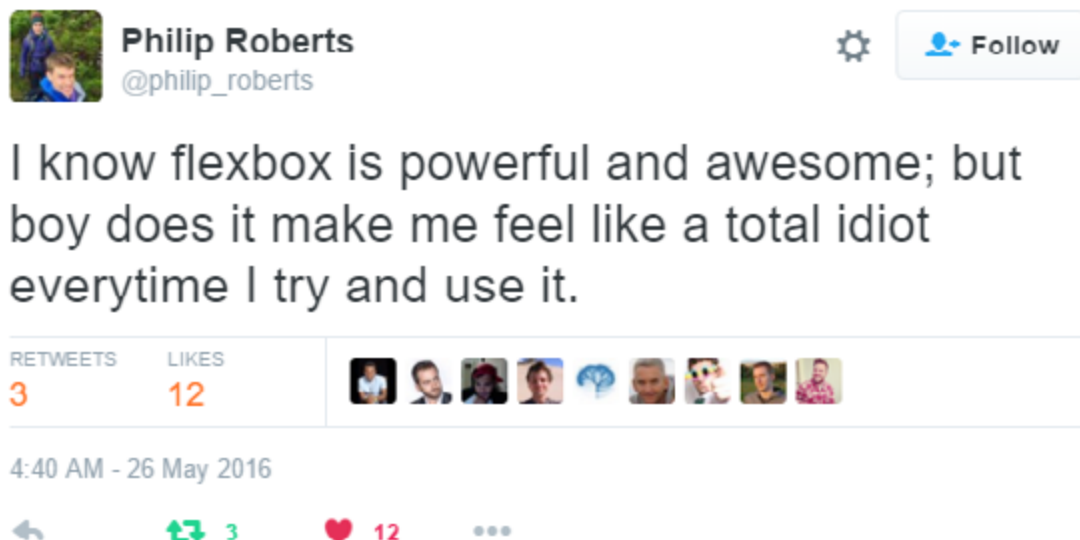 Philip Roberts
@philip_roberts
Follow
I know flexbox is powerful and awesome; but
boy does it make me feel like a total idiot
everytime I try and use it.
RETWEETS LIKES
3 12
4:40 AM - 26 May 2016
3 12